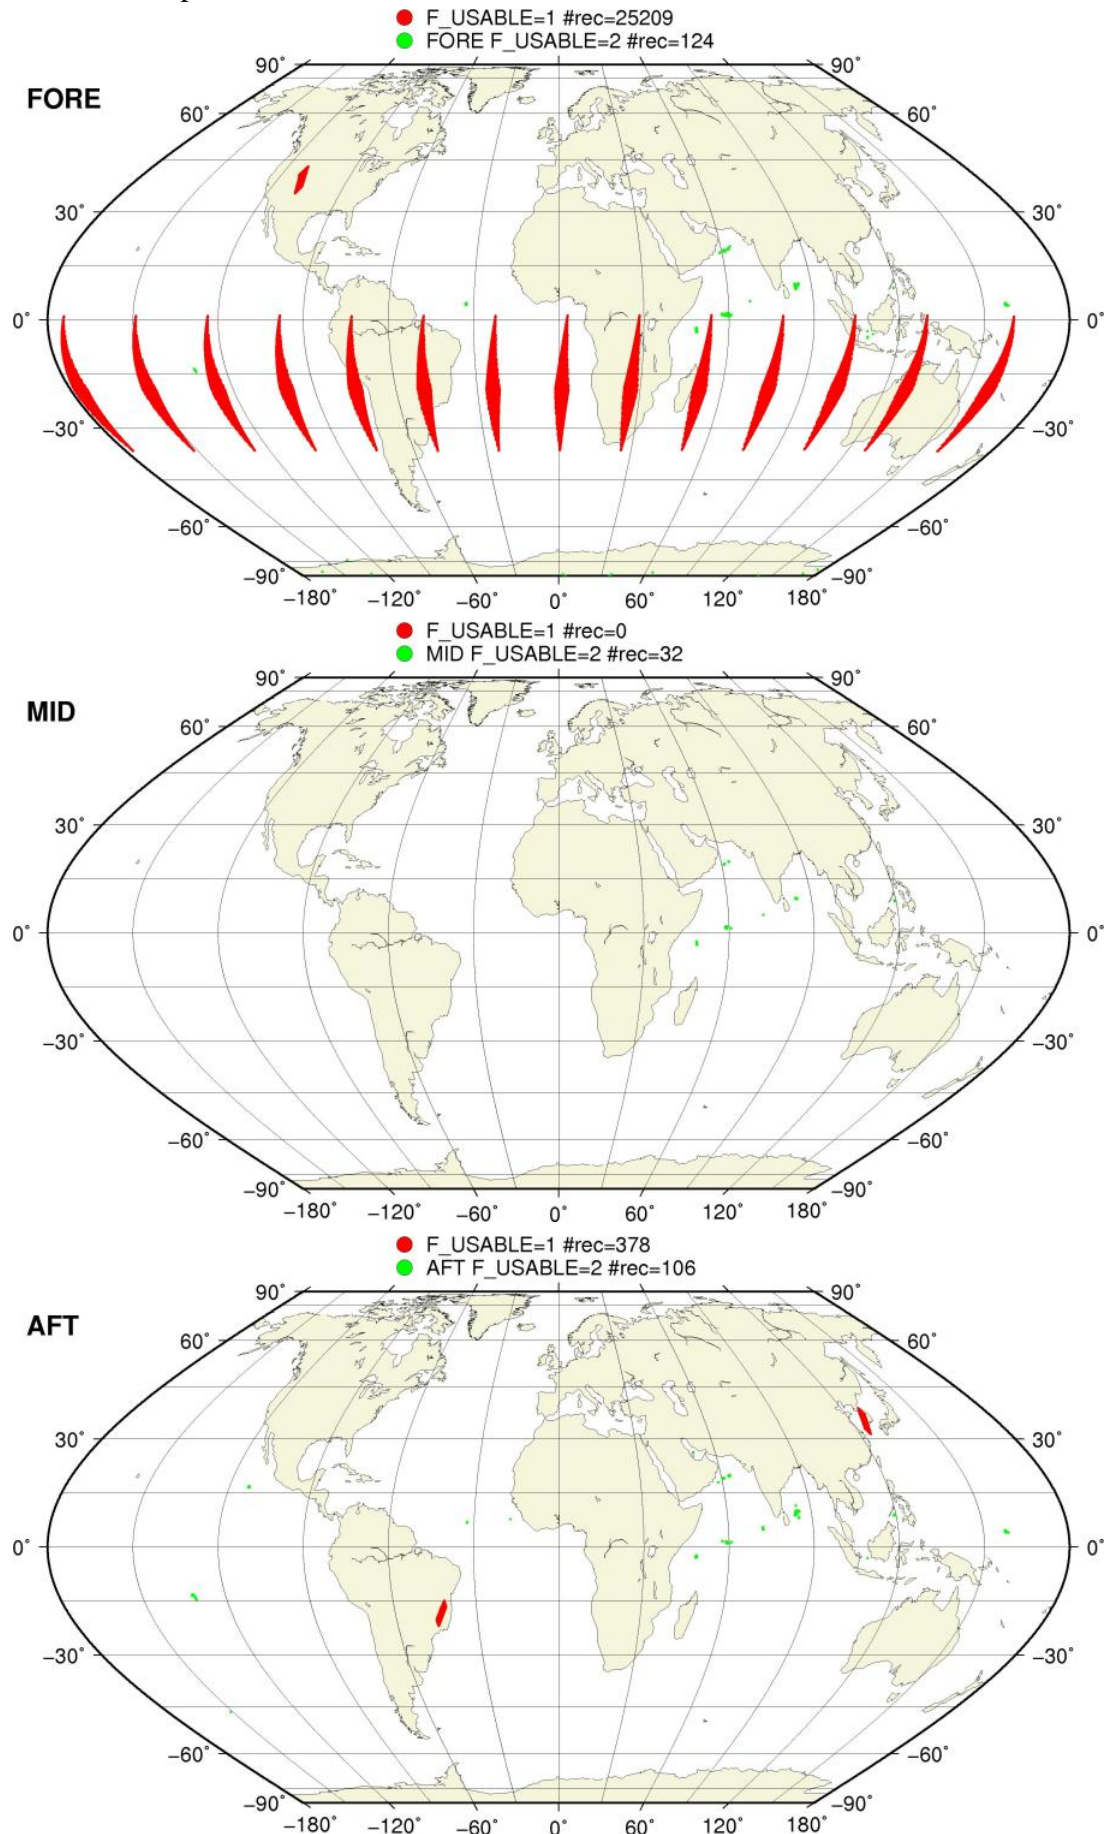 F_USABLE=1 #rec=25209
FORE F_USABLE=2 #rec=124
FORE
90° 90°
60° 60°
30° 30°
0° 0°
−30° −30°
−60° −60°
−90° −90°
−180° −120° −60° 0° 60° 120° 180°
F_USABLE=1 #rec=0
MID F_USABLE=2 #rec=32
MID
90° 90°
60° 60°
30° 30°
0° 0°
−30° −30°
−60° −60°
−90° −90°
−180° −120° −60° 0° 60° 120° 180°
F_USABLE=1 #rec=378
AFT F_USABLE=2 #rec=106
AFT
90° 90°
60° 60°
30° 30°
0° 0°
−30° −30°
−60° −60°
−90° −90°
−180° −120° −60° 0° 60° 120° 180°